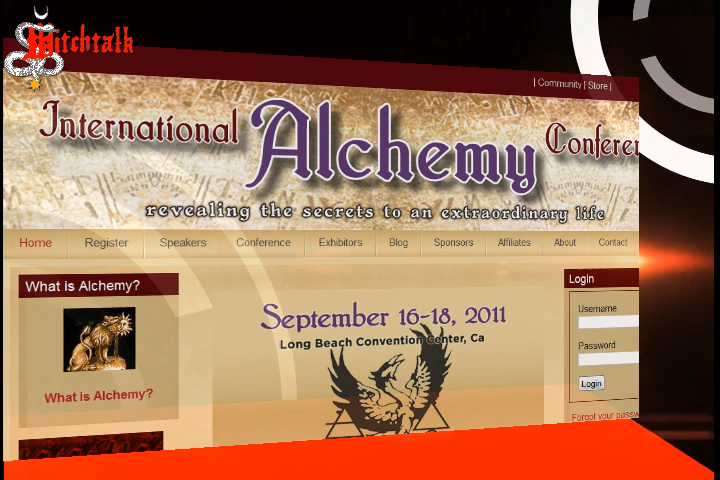 Witchtalk
| Community | Store |
International Alchemy
revealing the secrets to an extraordinary life
Home Register Speakers Conference Exhibitors Blog Sponsors Affiliates About Contact
What is Alchemy?
Login
Username
September 16-18, 2011
Long Beach Convention Center, Ca
Password
What is Alchemy?
Login
Forgot your